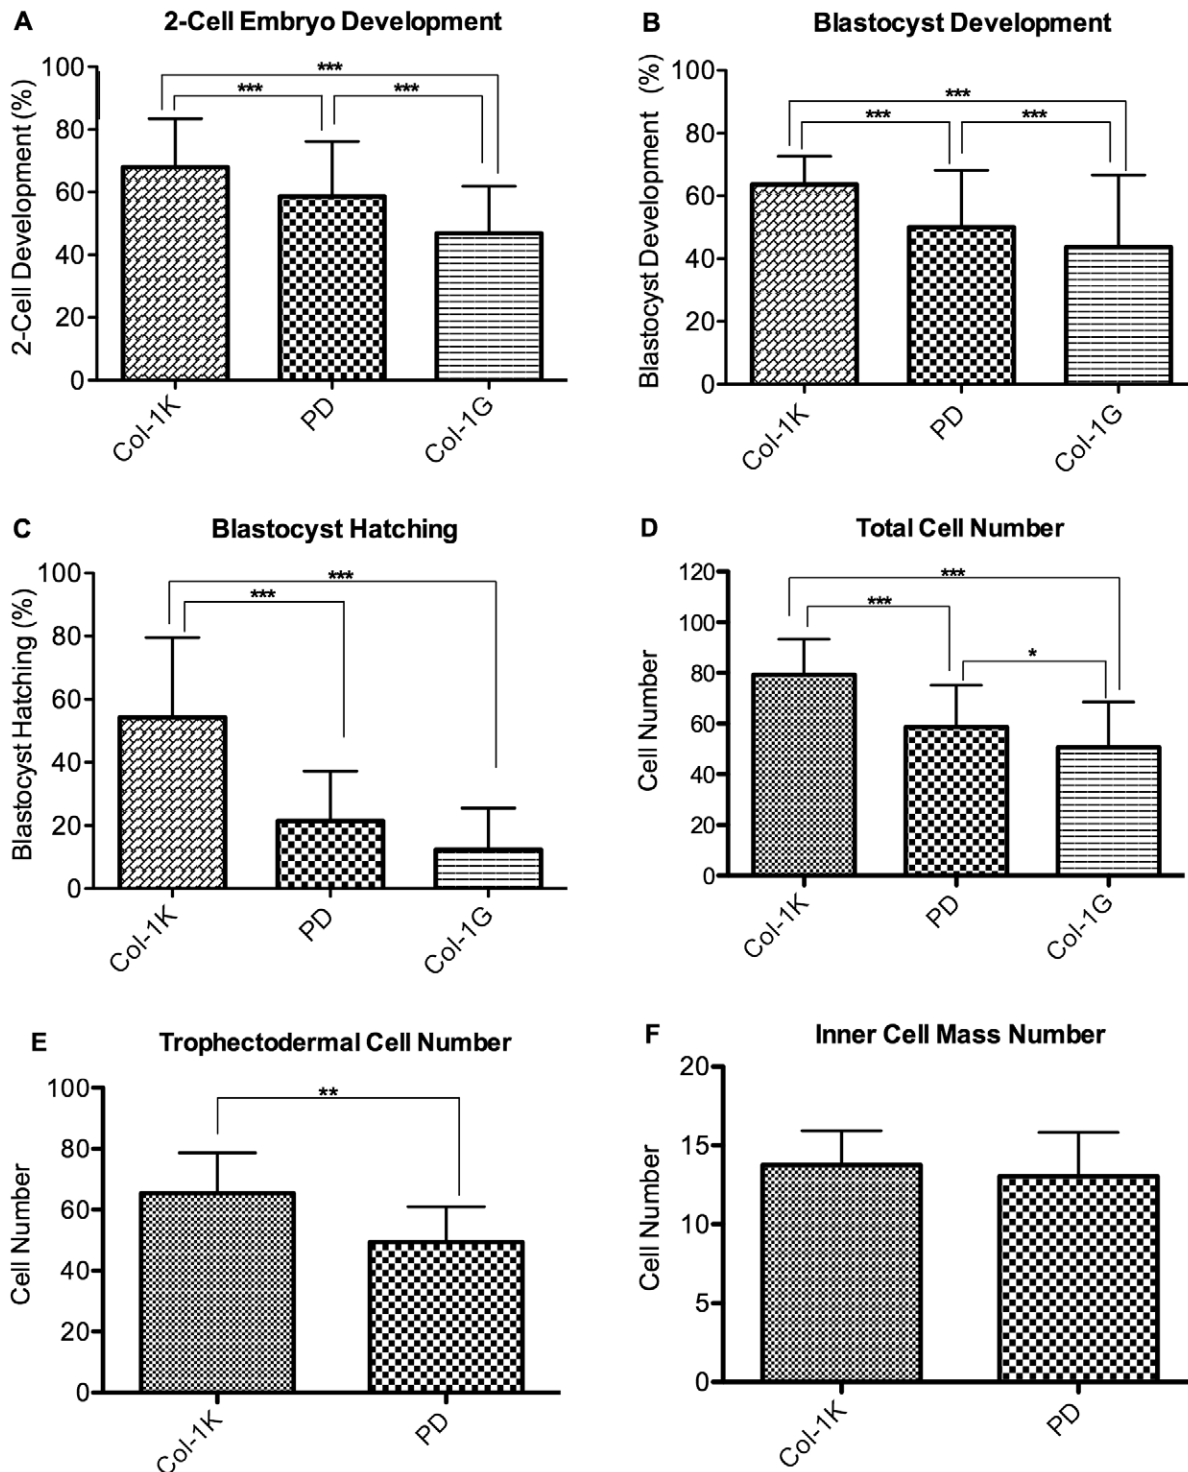 A 2-Cell Embryo Development
2-Cell Development (%)
100
80
60
40
20
0
***
***
***
Col-1K
PD
Col-1G
B Blastocyst Development
Blastocyst Development (%)
100
80
60
40
20
0
***
***
***
Col-1K
PD
Col-1G
C Blastocyst Hatching
Blastocyst Hatching (%)
100
80
60
40
20
0
***
***
Col-1K
PD
Col-1G
D Total Cell Number
Cell Number
120
100
80
60
40
20
0
***
***
*
Col-1K
PD
Col-1G
E Trophectodermal Cell Number
Cell Number
100
80
60
40
20
0
**
Col-1K
PD
F Inner Cell Mass Number
Cell Number
20
15
10
5
0
Col-1K
PD